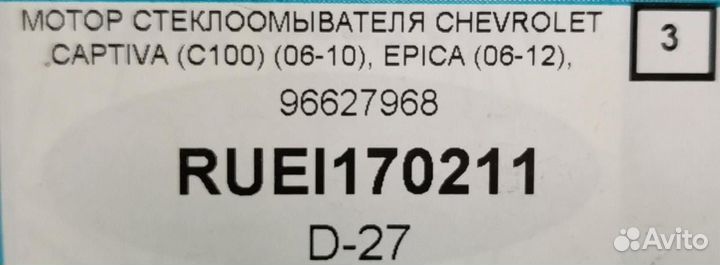 МОТОР СТЕКЛООМЫВАТЕЛЯ CHEVROLET
CAPTIVA (C100) (06-10), EPICA (06-12),
3
96627968
RUEI170211
D-27
Avito